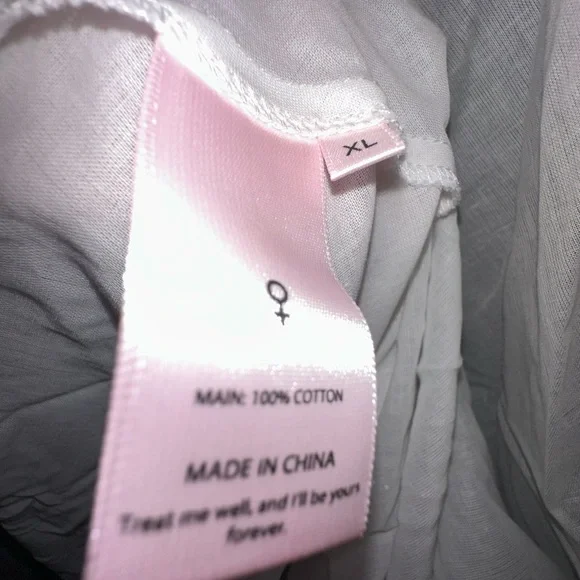 XL
MAIN: 100% COTTON
MADE IN CHINA
Treat me well, and I'll be yours
forever.